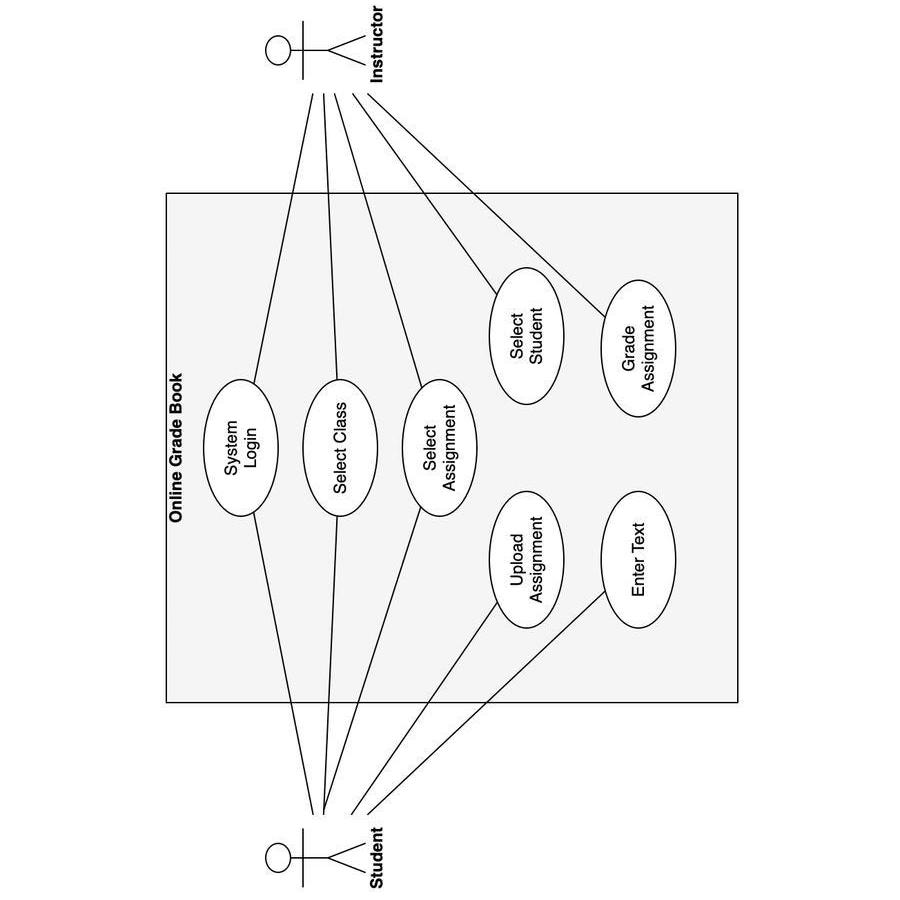 Online Grade Book
System
Login
Select Class
Select
Assignment
Upload
Assignment
Select
Student
Enter Text
Grade
Assignment
Student
Instructor